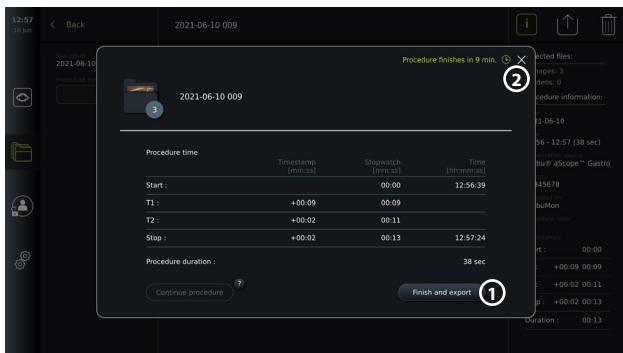 12:57
10 Jun
Back
2021-06-10 009
i
Procedure
2021-06-10
Procedure finishes in 9 min.
2
3
2021-06-10 009
Procedure time
Timestamp [mm:ss]
Stopwatch [mm:ss]
Time [hh:mm:ss]
Start : 00:00 12:56:39
T1 : +00:09 00:09
T2 : +00:02 00:11
Stop : +00:02 00:13 12:57:24
Procedure duration : 38 sec
Continue procedure
?
Finish and export
1
ected files:
ages: 3
deos: 0
cedure information:
21-06-10
56 - 12:57 (38 sec)
bu® aScope™ Gastro
345678
buMon
rt : 00:00
: +00:09 00:09
: +00:02 00:11
p : +00:02 00:13
Duration : 00:13